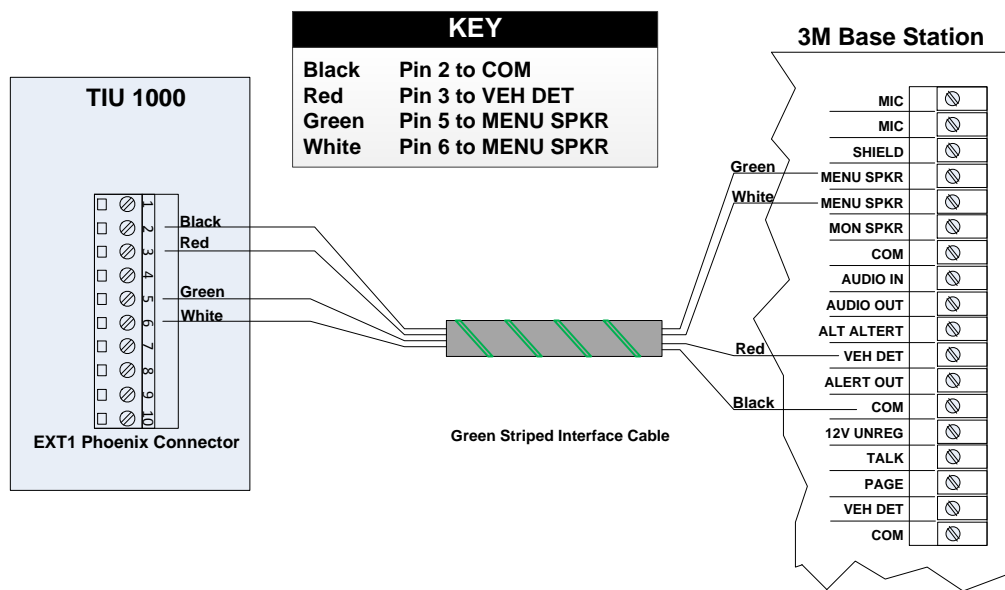 KEY
Black Pin 2 to COM
Red Pin 3 to VEH DET
Green Pin 5 to MENU SPKR
White Pin 6 to MENU SPKR
TIU 1000
1
2
3
4
5
6
7
8
9
10
Black
Red
Green
White
EXT1 Phoenix Connector
Green Striped Interface Cable
Green
White
Red
Black
3M Base Station
MIC
MIC
SHIELD
MENU SPKR
MENU SPKR
MON SPKR
COM
AUDIO IN
AUDIO OUT
ALT ALTERT
VEH DET
ALERT OUT
COM
12V UNREG
TALK
PAGE
VEH DET
COM